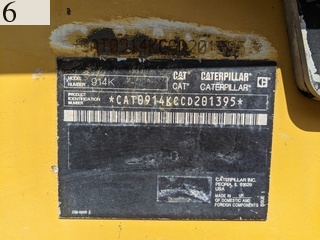 6
CAT0914KCCD201395
MODEL NUMBER 914K
CAT CATERPILLAR
PRODUCT IDENTIFICATION NUMBER CAT CATERPILLAR
*CAT0914KCCD201395*
CATERPILLAR INC.
PEORIA, IL 61629
USA
MADE IN
OF DOMESTIC AND
FOREIGN COMPONENTS